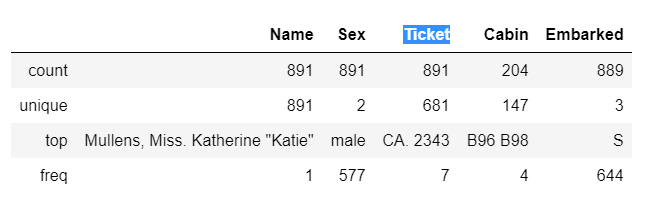 Name Sex Ticket Cabin Embarked
count 891 891 891 204 889
unique 891 2 681 147 3
top Mullens, Miss. Katherine "Katie" male CA. 2343 B96 B98 S
freq 1 577 7 4 644